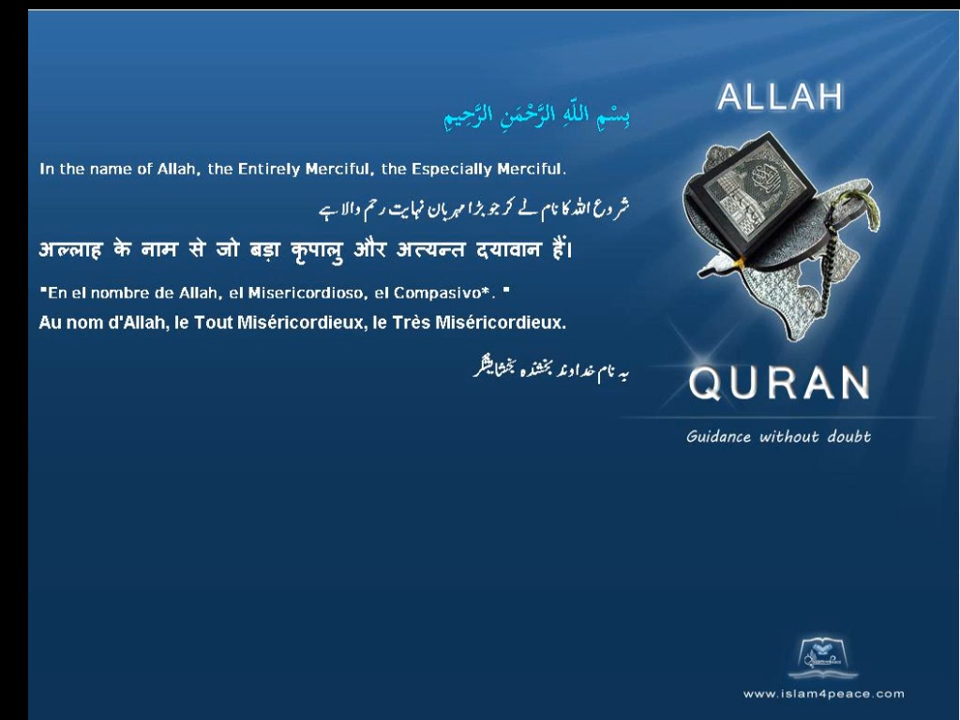 بِسْمِ اللّهِ الرَّحْمَنِ الرَّحِيمِ
In the name of Allah, the Entirely Merciful, the Especially Merciful.
شروع الله کا نام لے کر جو بڑا مہربان نہایت رحم والا ہے
अल्लाह के नाम से जो बड़ा कृपालु और अत्यन्त दयावान हैं।
"En el nombre de Allah, el Misericordioso, el Compasivo*. "
Au nom d'Allah, le Tout Miséricordieux, le Très Miséricordieux.
به نام خداوند بخشنده بخشایشگر
ALLAH
QURAN
Guidance without doubt
www.islam4peace.com